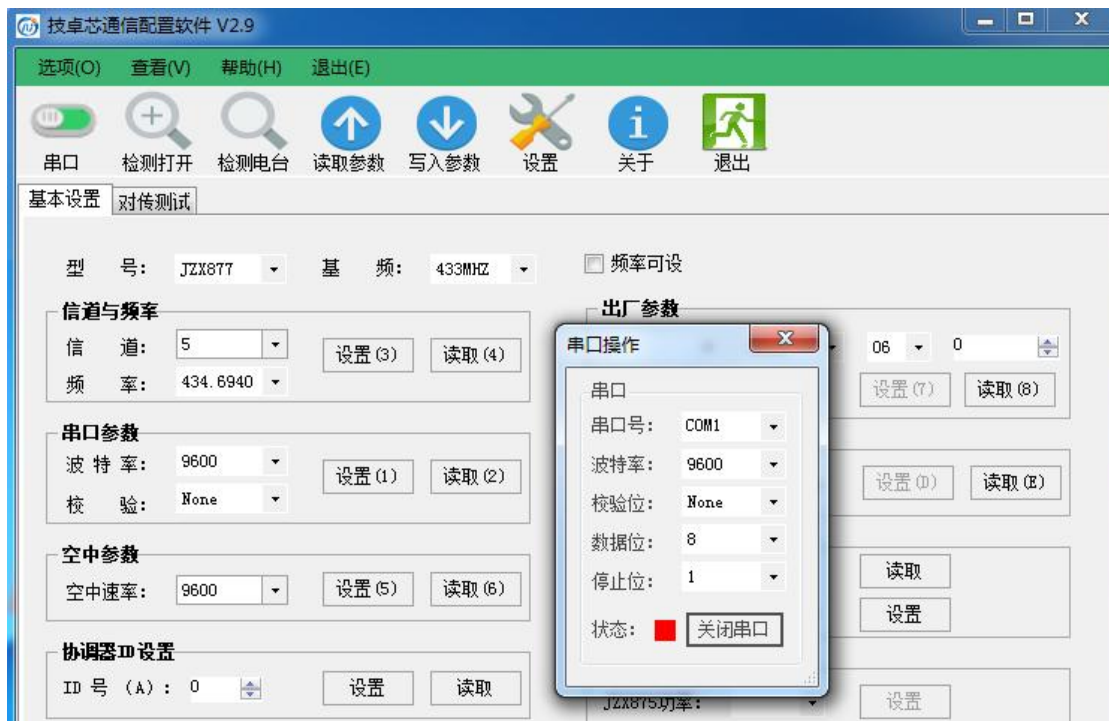 技卓芯通信配置软件 V2.9
选项(O) 查看(V) 帮助(H) 退出(E)
串口 检测打开 检测电台 读取参数 写入参数 设置 关于 退出
基本设置 对传测试
型 号: JZX877 基 频: 433MHZ 频率可设
信道与频率
信 道: 5 设置(3) 读取(4)
频 率: 434.6940
串口参数
波 特 率: 9600 设置(1) 读取(2)
校 验: None
空中参数
空中速率: 9600 设置(5) 读取(6)
协调器ID设置
ID 号 (A): 0 设置 读取
出厂参数
06 0
设置(7) 读取(8)
设置(D) 读取(E)
读取
设置
JZX875功率: 设置
串口操作
串口
串口号: COM1
波特率: 9600
校验位: None
数据位: 8
停止位: 1
状态: 关闭串口